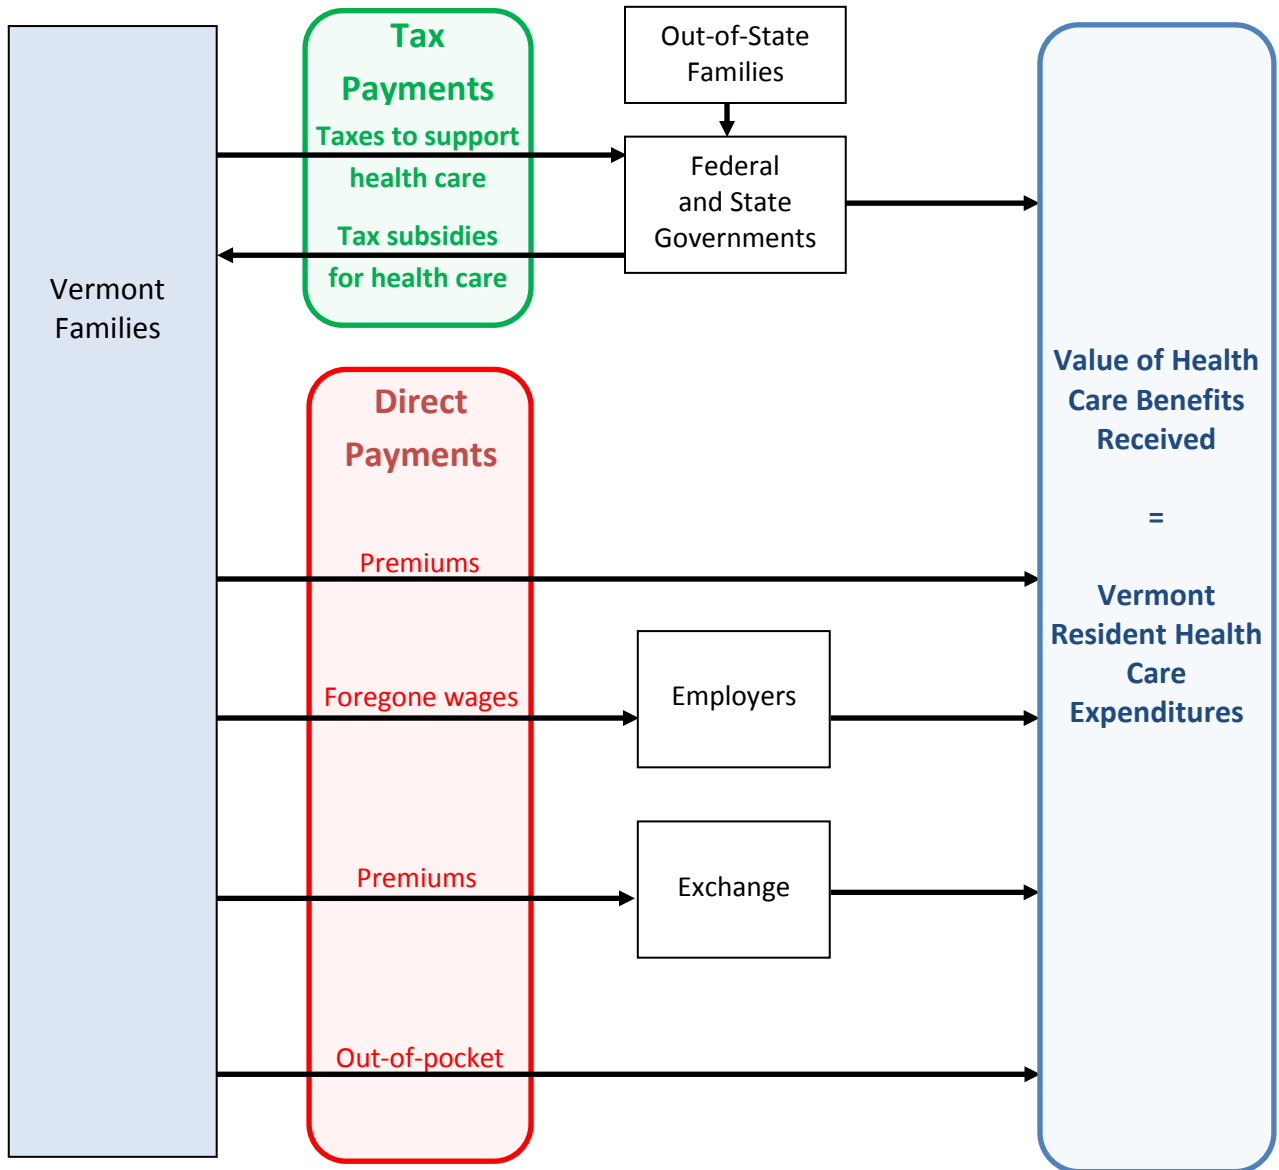 Vermont
Families
Tax
Payments
Taxes to support
health care
Tax subsidies
for health care
Out-of-State
Families
Federal
and State
Governments
Direct
Payments
Premiums
Foregone wages
Employers
Premiums
Exchange
Out-of-pocket
Value of Health
Care Benefits
Received
=
Vermont
Resident Health
Care
Expenditures